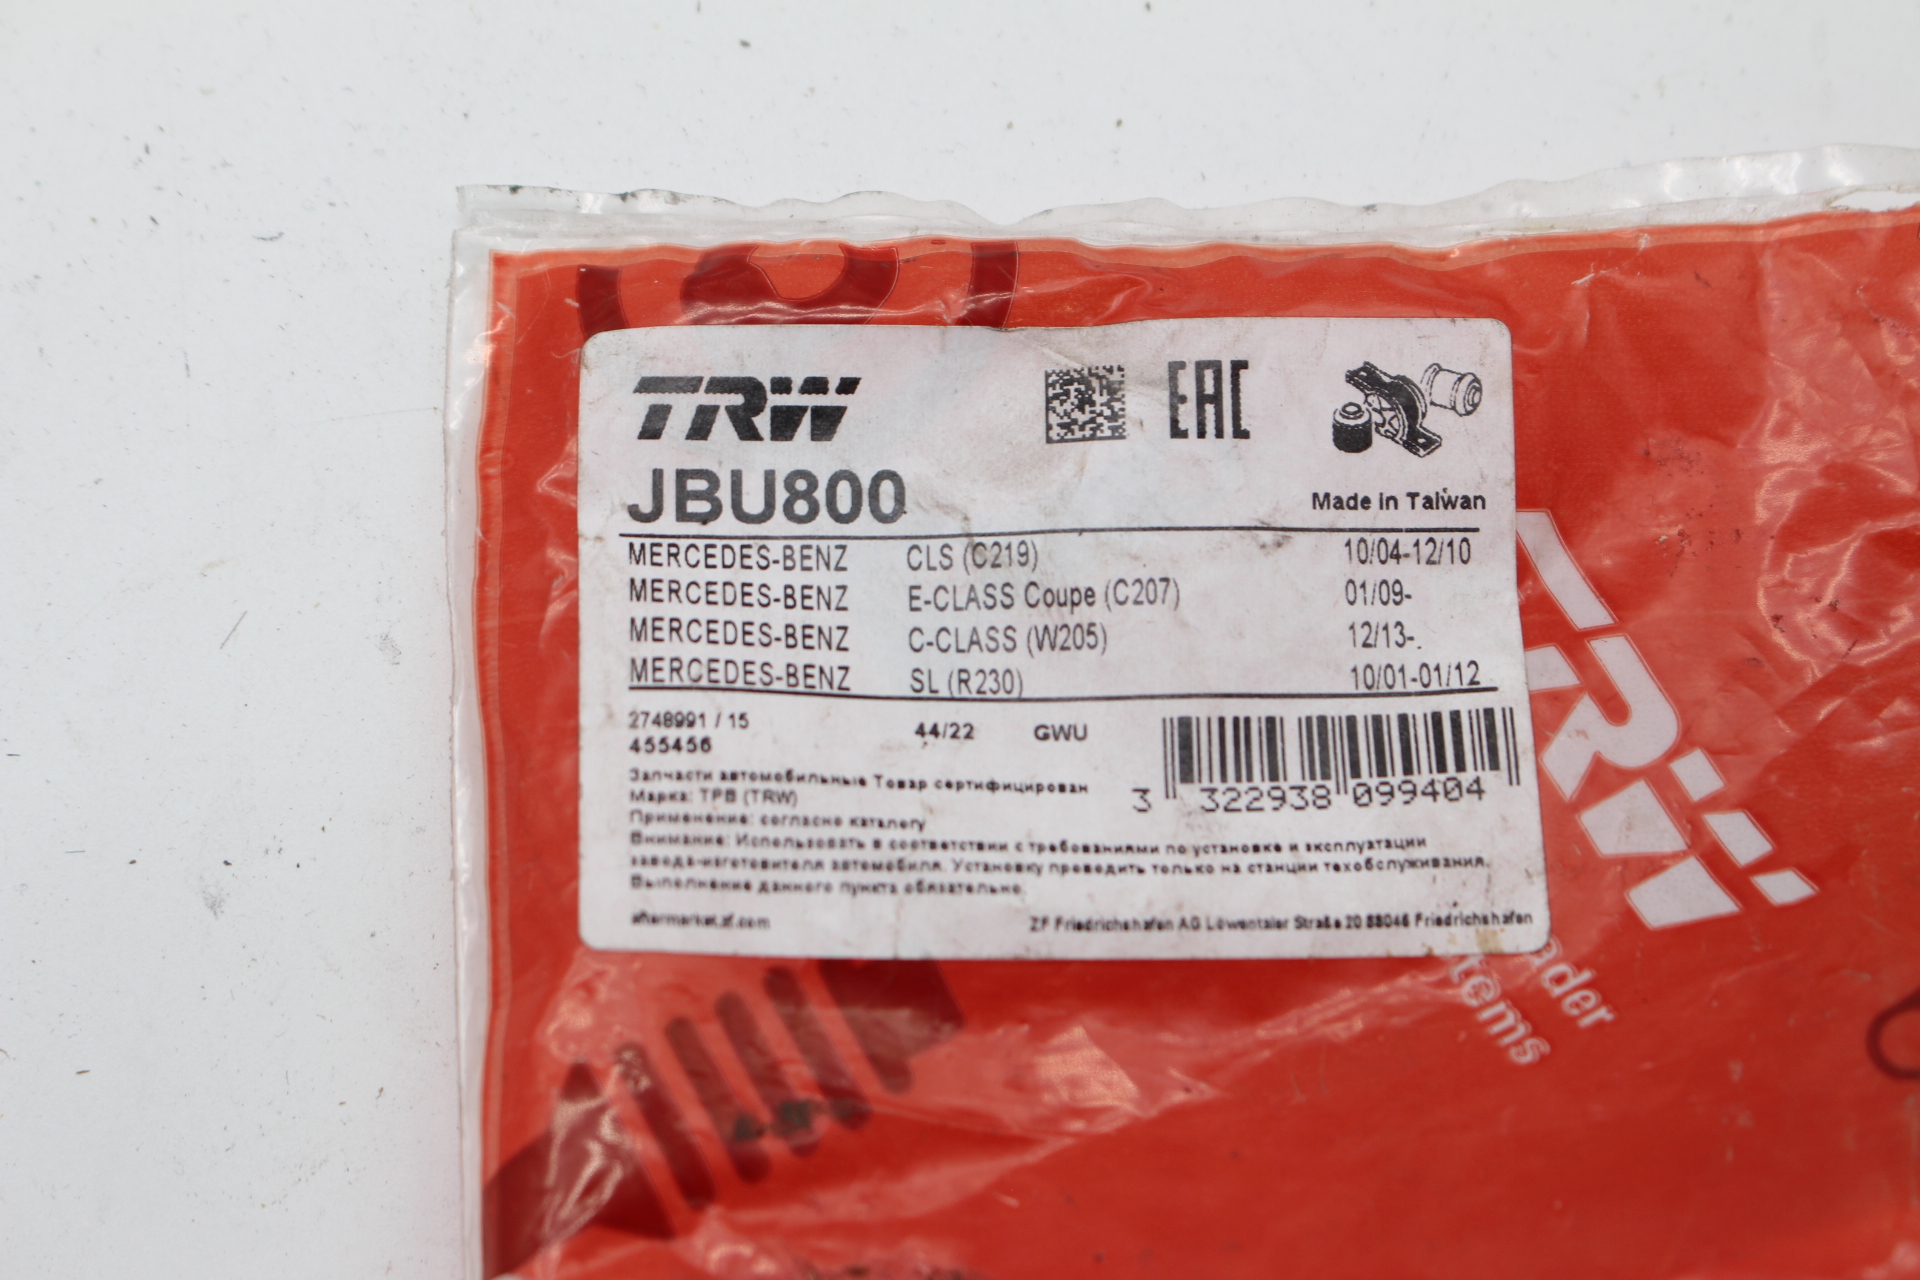 TRW
EAC
JBU800
Made in Taiwan
MERCEDES-BENZ CLS (C219) 10/04-12/10
MERCEDES-BENZ E-CLASS Coupe (C207) 01/09-
MERCEDES-BENZ C-CLASS (W205) 12/13-
MERCEDES-BENZ SL (R230) 10/01-01/12
2748991 / 15 44/22 GWU
455456
3 322938 099404
Запчасти автомобильные Товар сертифицирован
Марка: ТРВ (TRW)
Применение: согласно каталогу
Внимание: Использовать в соответствии с требованиями по установке и эксплуатации
завода-изготовителя автомобиля. Установку проводить только на станции техобслуживания.
Выполнение данного пункта обязательно.
aftermarket.zf.com ZF Friedrichshafen AG Löwentaler Straße 20 88046 Friedrichshafen
TRW
ader
tems